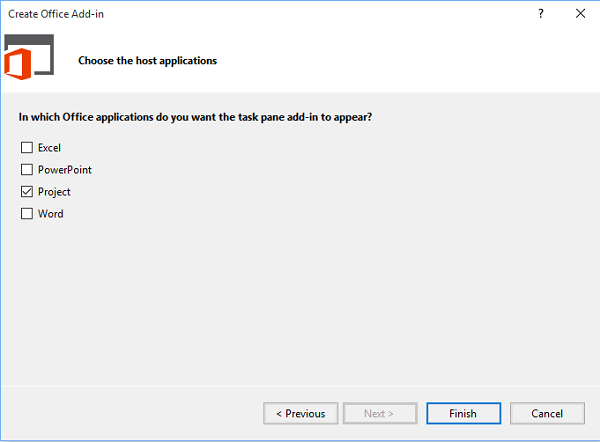 Create Office Add-in
?
Choose the host applications
In which Office applications do you want the task pane add-in to appear?
Excel
PowerPoint
Project
Word
< Previous
Next >
Finish
Cancel